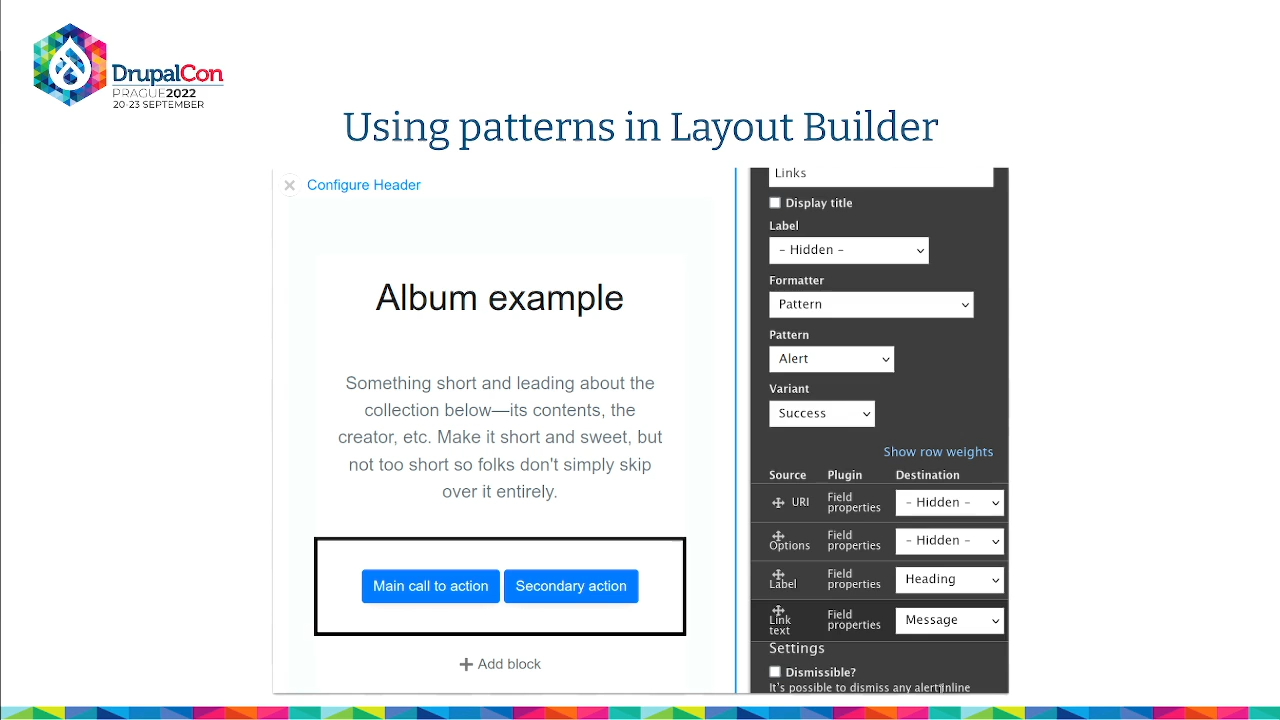 DrupalCon
PRAGUE2022
20-23 SEPTEMBER
Using patterns in Layout Builder
Configure Header
Album example
Something short and leading about the
collection below—its contents, the
creator, etc. Make it short and sweet, but
not too short so folks don't simply skip
over it entirely.
Main call to action Secondary action
Add block
Links
Display title
Label
- Hidden -
Formatter
Pattern
Pattern
Alert
Variant
Success
Show row weights
Source Plugin Destination
URI Field properties - Hidden -
Options Field properties - Hidden -
Label Field properties Heading
Link text Field properties Message
Settings
Dismissible?
It's possible to dismiss any alert inline